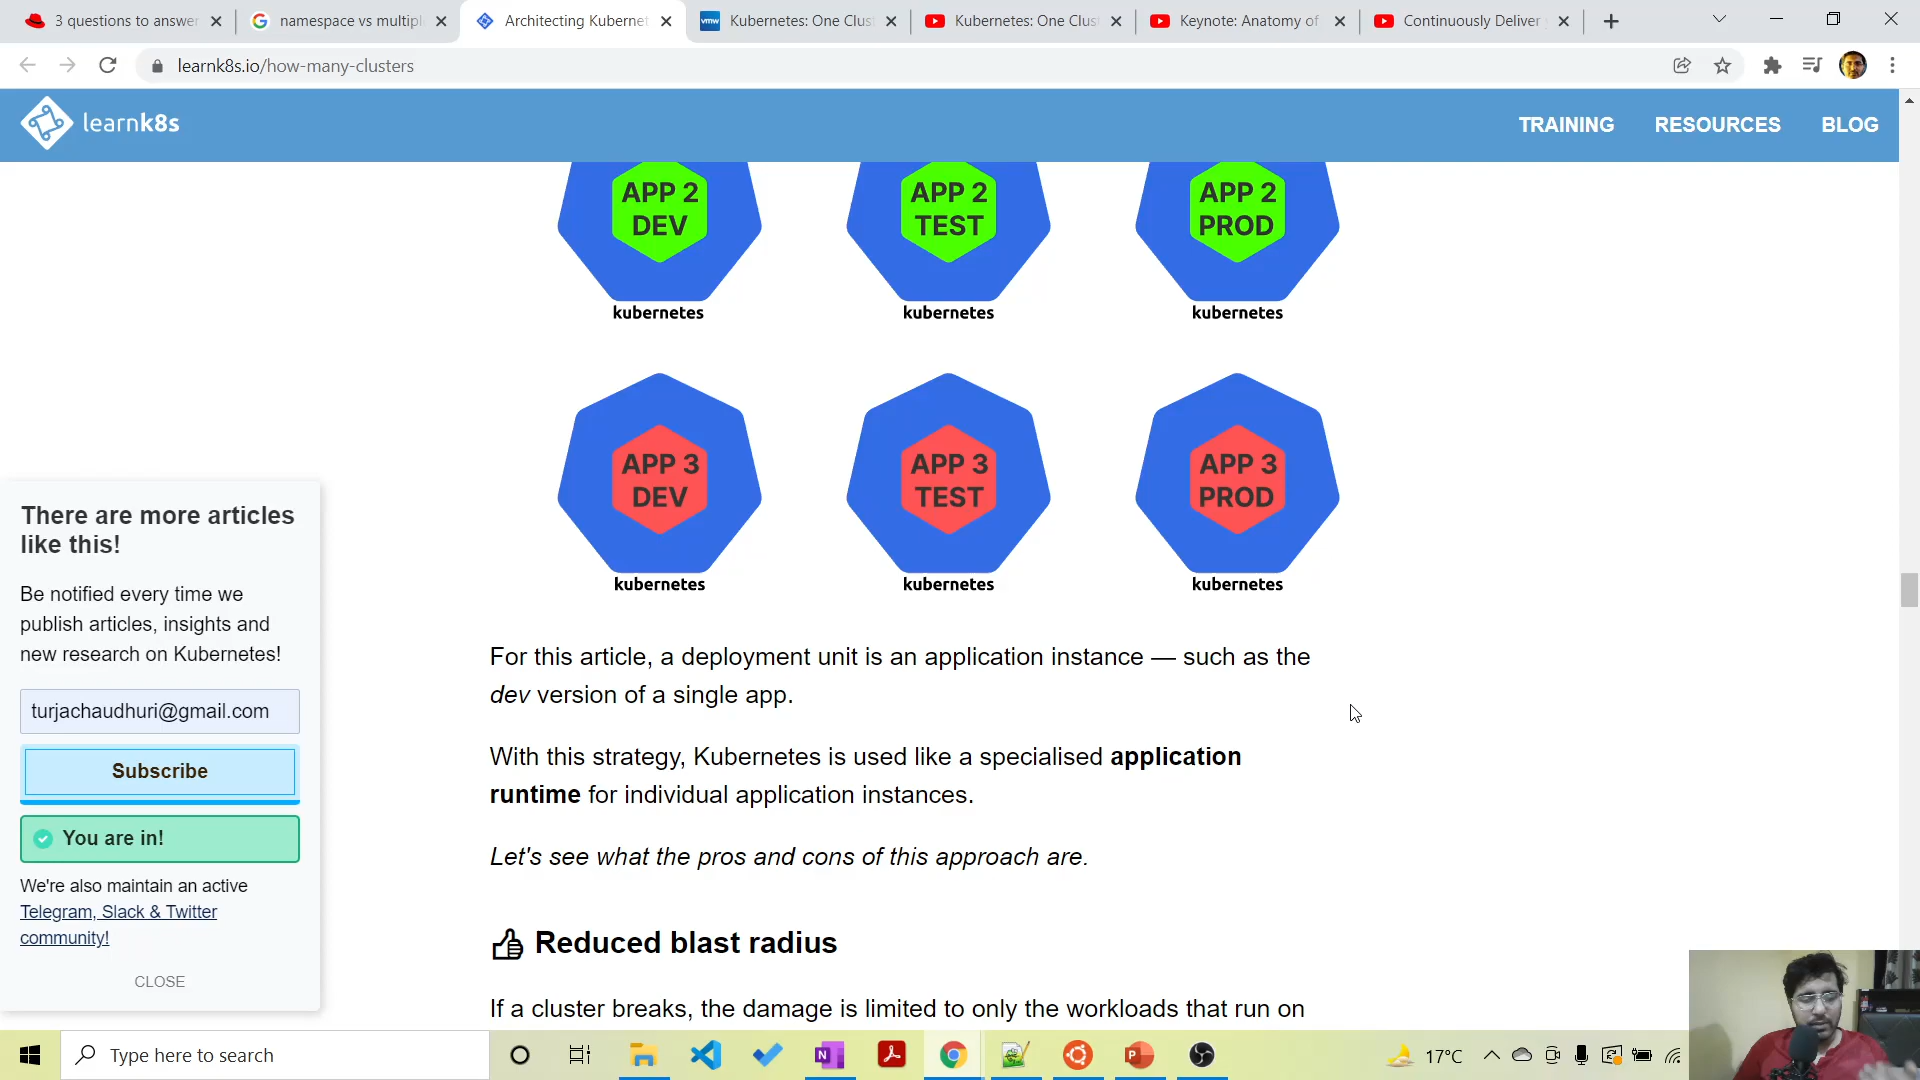 3 questions to answer
namespace vs multipl
Architecting Kubernet
vmw
Kubernetes: One Clust
Kubernetes: One Clust
Keynote: Anatomy of
Continuously Deliver
learnk8s.io/how-many-clusters
learnk8s
TRAINING
RESOURCES
BLOG
APP 2
DEV
APP 2
TEST
APP 2
PROD
kubernetes
kubernetes
kubernetes
APP 3
DEV
APP 3
TEST
APP 3
PROD
kubernetes
kubernetes
kubernetes
For this article, a deployment unit is an application instance — such as the
dev version of a single app.
With this strategy, Kubernetes is used like a specialised application
runtime for individual application instances.
Let's see what the pros and cons of this approach are.
Reduced blast radius
If a cluster breaks, the damage is limited to only the workloads that run on
There are more articles
like this!
Be notified every time we
publish articles, insights and
new research on Kubernetes!
turjachaudhuri@gmail.com
Subscribe
You are in!
We're also maintain an active
Telegram, Slack & Twitter
community!
CLOSE
Type here to search
17°C